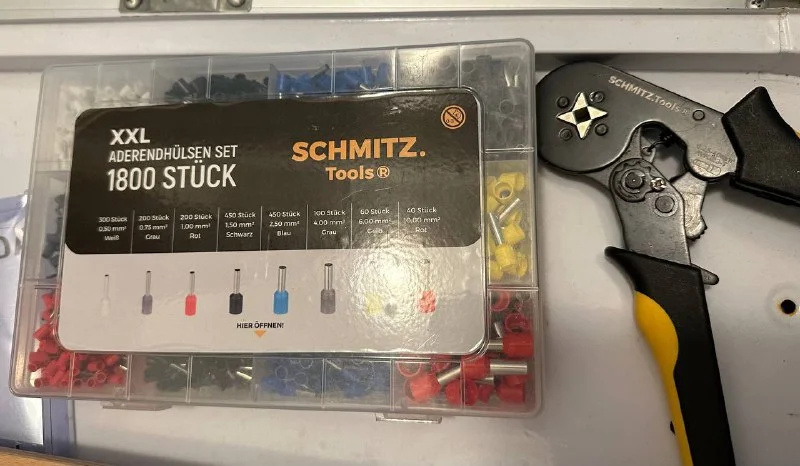 XXL
ADERENDHÜLSEN SET
1800 STÜCK
SCHMITZ.
Tools®
300 Stück
0,50 mm²
Weiß
200 Stück
0,75 mm²
Grau
200 Stück
1,00 mm²
Rot
450 Stück
1,50 mm²
Schwarz
450 Stück
2,50 mm²
Blau
100 Stück
4,00 mm²
Grau
60 Stück
6,00 mm²
Gelb
40 Stück
10,00 mm²
Rot
HIER ÖFFNEN!
SCHMITZ.Tools®